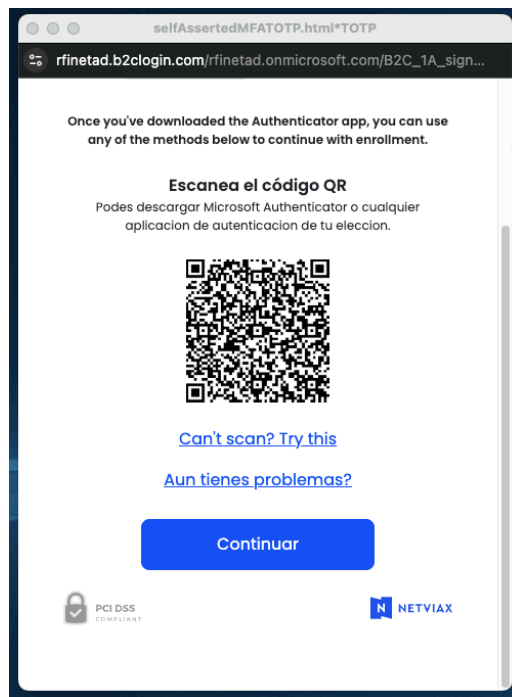 selfAssertedMFATOTP.html*TOTP
rfinetad.b2clogin.com/rfinetad.onmicrosoft.com/B2C_1A_sign...
Once you've downloaded the Authenticator app, you can use
any of the methods below to continue with enrollment.
Escanea el código QR
Podes descargar Microsoft Authenticator o cualquier
aplicacion de autenticacion de tu eleccion.
Can't scan? Try this
Aun tienes problemas?
Continuar
PCI DSS
COMPLIANT
N NETVIAX